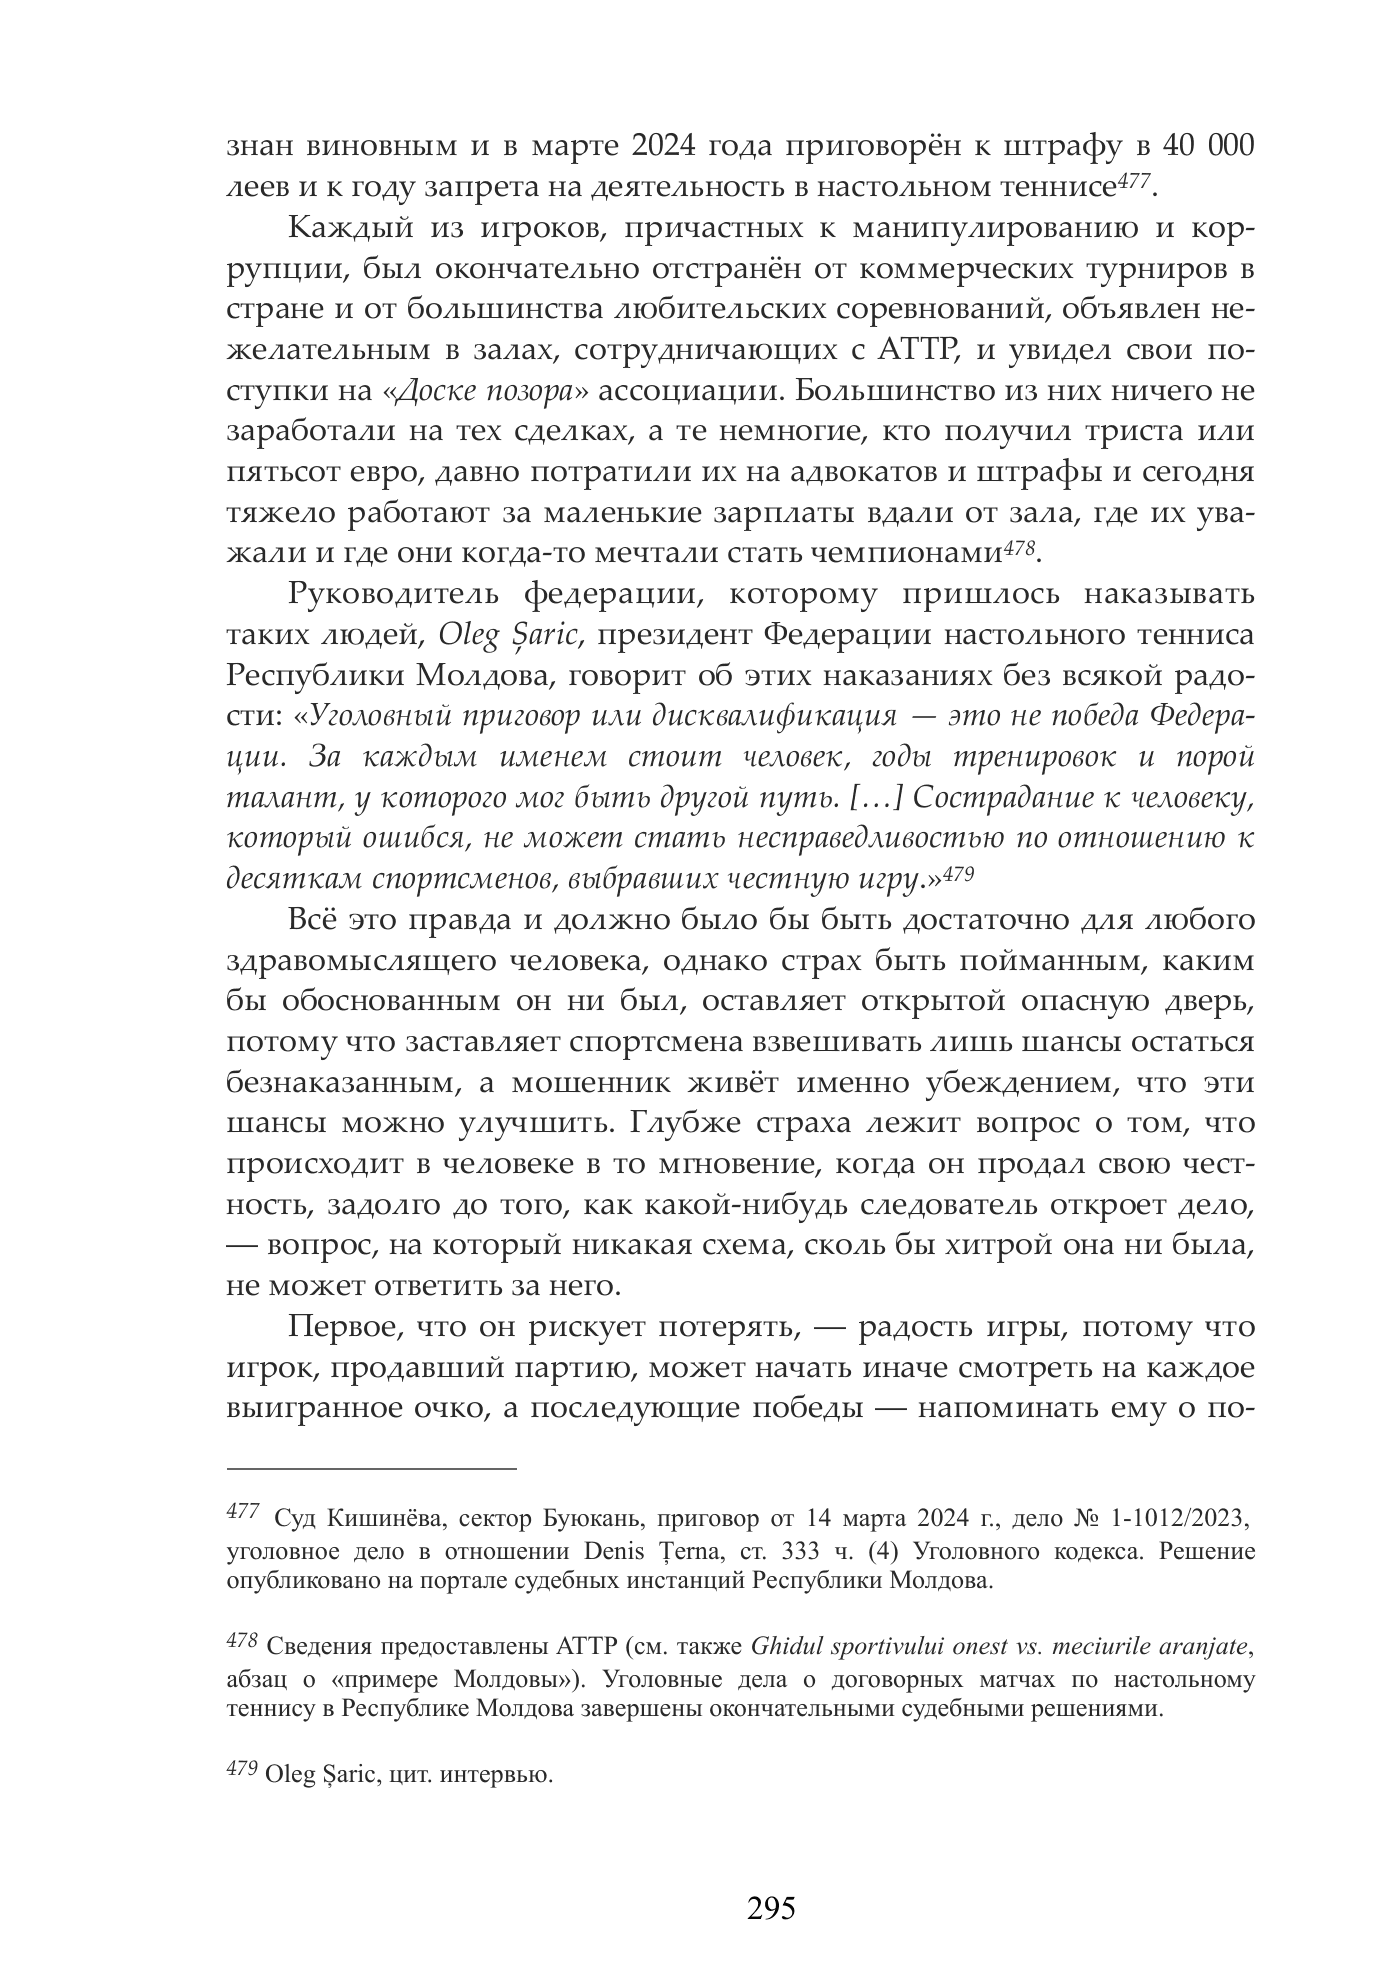 знан виновным и в марте 2024 года приговорён к штрафу в 40 000
леев и к году запрета на деятельность в настольном теннисе477.
Каждый из игроков, причастных к манипулированию и кор-
рупции, был окончательно отстранён от коммерческих турниров в
стране и от большинства любительских соревнований, объявлен не-
желательным в залах, сотрудничающих с АТТР, и увидел свои по-
ступки на «Доске позора» ассоциации. Большинство из них ничего не
заработали на тех сделках, а те немногие, кто получил триста или
пятьсот евро, давно потратили их на адвокатов и штрафы и сегодня
тяжело работают за маленькие зарплаты вдали от зала, где их ува-
жали и где они когда-то мечтали стать чемпионами478.
Руководитель федерации, которому пришлось наказывать
таких людей, Oleg Șaric, президент Федерации настольного тенниса
Республики Молдова, говорит об этих наказаниях без всякой радо-
сти: «Уголовный приговор или дисквалификация — это не победа Федера-
ции. За каждым именем стоит человек, годы тренировок и порой
талант, у которого мог быть другой путь. […] Сострадание к человеку,
который ошибся, не может стать несправедливостью по отношению к
десяткам спортсменов, выбравших честную игру.»479
Всё это правда и должно было бы быть достаточно для любого
здравомыслящего человека, однако страх быть пойманным, каким
бы обоснованным он ни был, оставляет открытой опасную дверь,
потому что заставляет спортсмена взвешивать лишь шансы остаться
безнаказанным, а мошенник живёт именно убеждением, что эти
шансы можно улучшить. Глубже страха лежит вопрос о том, что
происходит в человеке в то мгновение, когда он продал свою чест-
ность, задолго до того, как какой-нибудь следователь откроет дело,
— вопрос, на который никакая схема, сколь бы хитрой она ни была,
не может ответить за него.
Первое, что он рискует потерять, — радость игры, потому что
игрок, продавший партию, может начать иначе смотреть на каждое
выигранное очко, а последующие победы — напоминать ему о по-
477 Суд Кишинёва, сектор Буюкань, приговор от 14 марта 2024 г., дело № 1-1012/2023,
уголовное дело в отношении Denis Țerna, ст. 333 ч. (4) Уголовного кодекса. Решение
опубликовано на портале судебных инстанций Республики Молдова.
478 Сведения предоставлены АТТР (см. также Ghidul sportivului onest vs. meciurile aranjate,
абзац о «примере Молдовы»). Уголовные дела о договорных матчах по настольному
теннису в Республике Молдова завершены окончательными судебными решениями.
479 Oleg Șaric, цит. интервью.
295